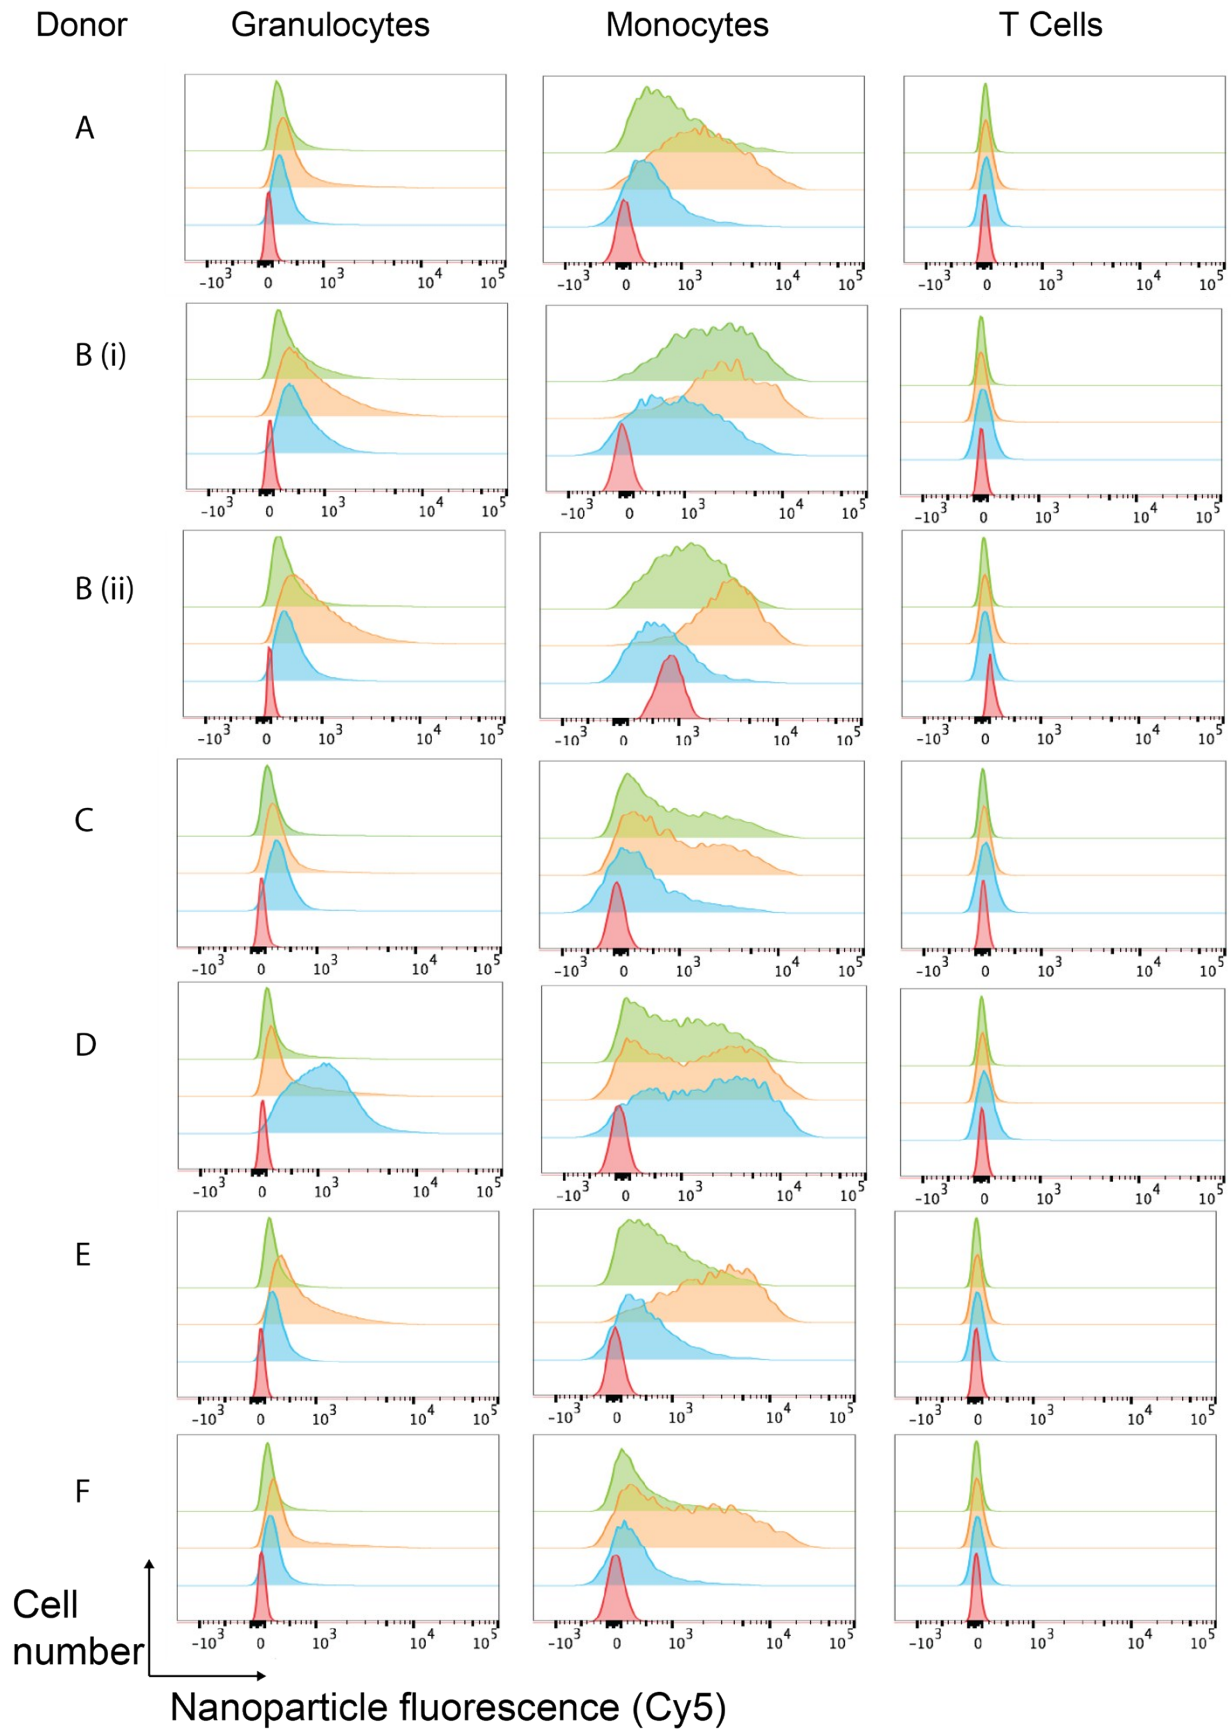 Donor Granulocytes Monocytes T Cells
A
-10³ 0 10³ 10⁴ 10⁵ -10³ 0 10³ 10⁴ 10⁵ -10³ 0 10³ 10⁴ 10⁵
B (i)
-10³ 0 10³ 10⁴ 10⁵ -10³ 0 10³ 10⁴ 10⁵ -10³ 0 10³ 10⁴ 10⁵
B (ii)
-10³ 0 10³ 10⁴ 10⁵ -10³ 0 10³ 10⁴ 10⁵ -10³ 0 10³ 10⁴ 10⁵
C
-10³ 0 10³ 10⁴ 10⁵ -10³ 0 10³ 10⁴ 10⁵ -10³ 0 10³ 10⁴ 10⁵
D
-10³ 0 10³ 10⁴ 10⁵ -10³ 0 10³ 10⁴ 10⁵ -10³ 0 10³ 10⁴ 10⁵
E
-10³ 0 10³ 10⁴ 10⁵ -10³ 0 10³ 10⁴ 10⁵ -10³ 0 10³ 10⁴ 10⁵
F
-10³ 0 10³ 10⁴ 10⁵ -10³ 0 10³ 10⁴ 10⁵ -10³ 0 10³ 10⁴ 10⁵
Cell
number
Nanoparticle fluorescence (Cy5)